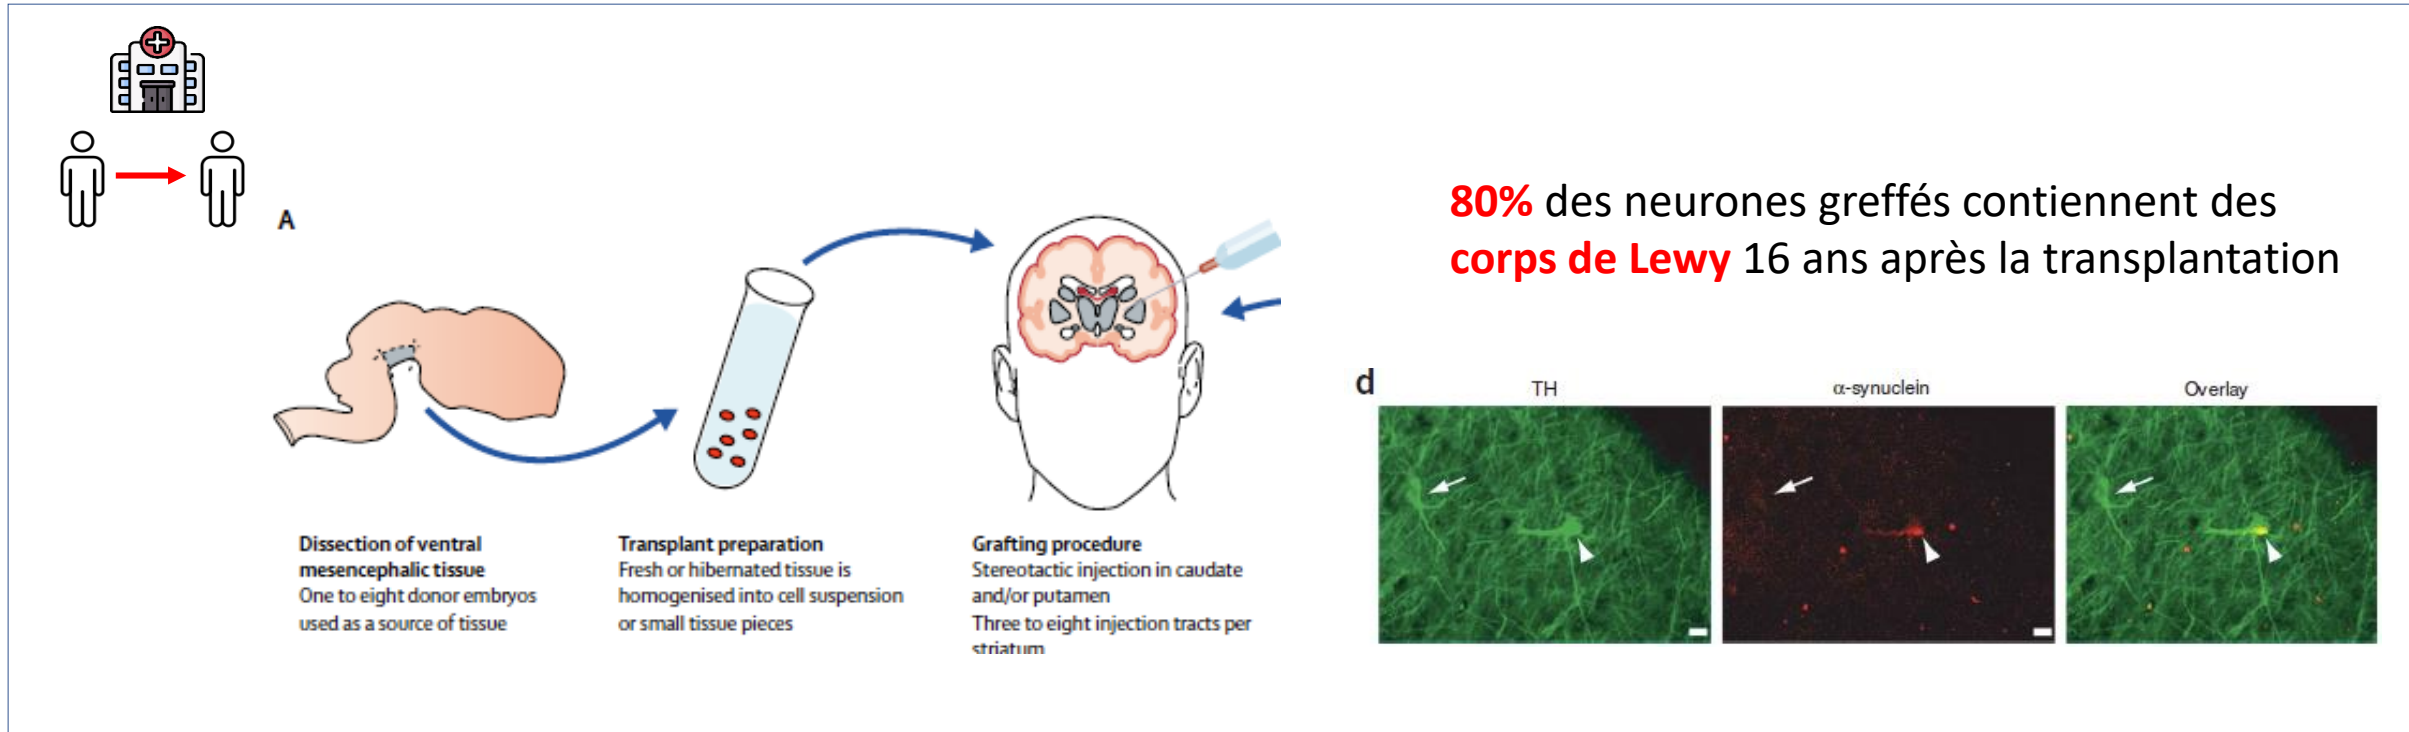 A
80% des neurones greffés contiennent des
corps de Lewy 16 ans après la transplantation
Dissection of ventral
mesencephalic tissue
One to eight donor embryos
used as a source of tissue
Transplant preparation
Fresh or hibernated tissue is
homogenised into cell suspension
or small tissue pieces
Grafting procedure
Stereotactic injection in caudate
and/or putamen
Three to eight injection tracts per
striatum
d
TH
α-synuclein
Overlay